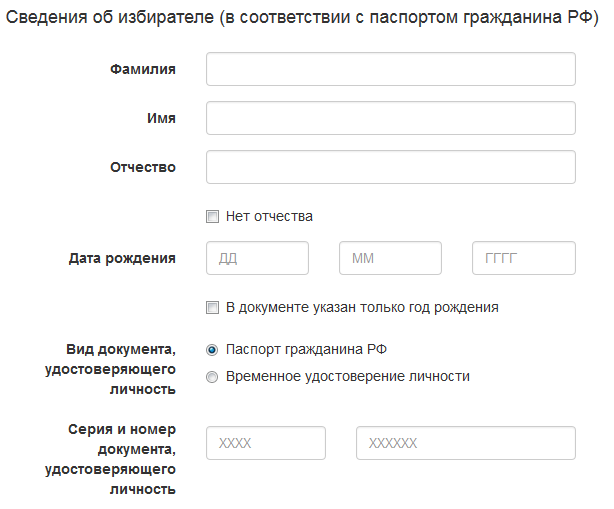 Сведения об избирателе (в соответствии с паспортом гражданина РФ)
Фамилия
Имя
Отчество
Нет отчества
Дата рождения ДД ММ ГГГГ
В документе указан только год рождения
Вид документа,
удостоверяющего
личность
Паспорт гражданина РФ
Временное удостоверение личности
Серия и номер
документа,
удостоверяющего
личность
XXXX XXXXXX